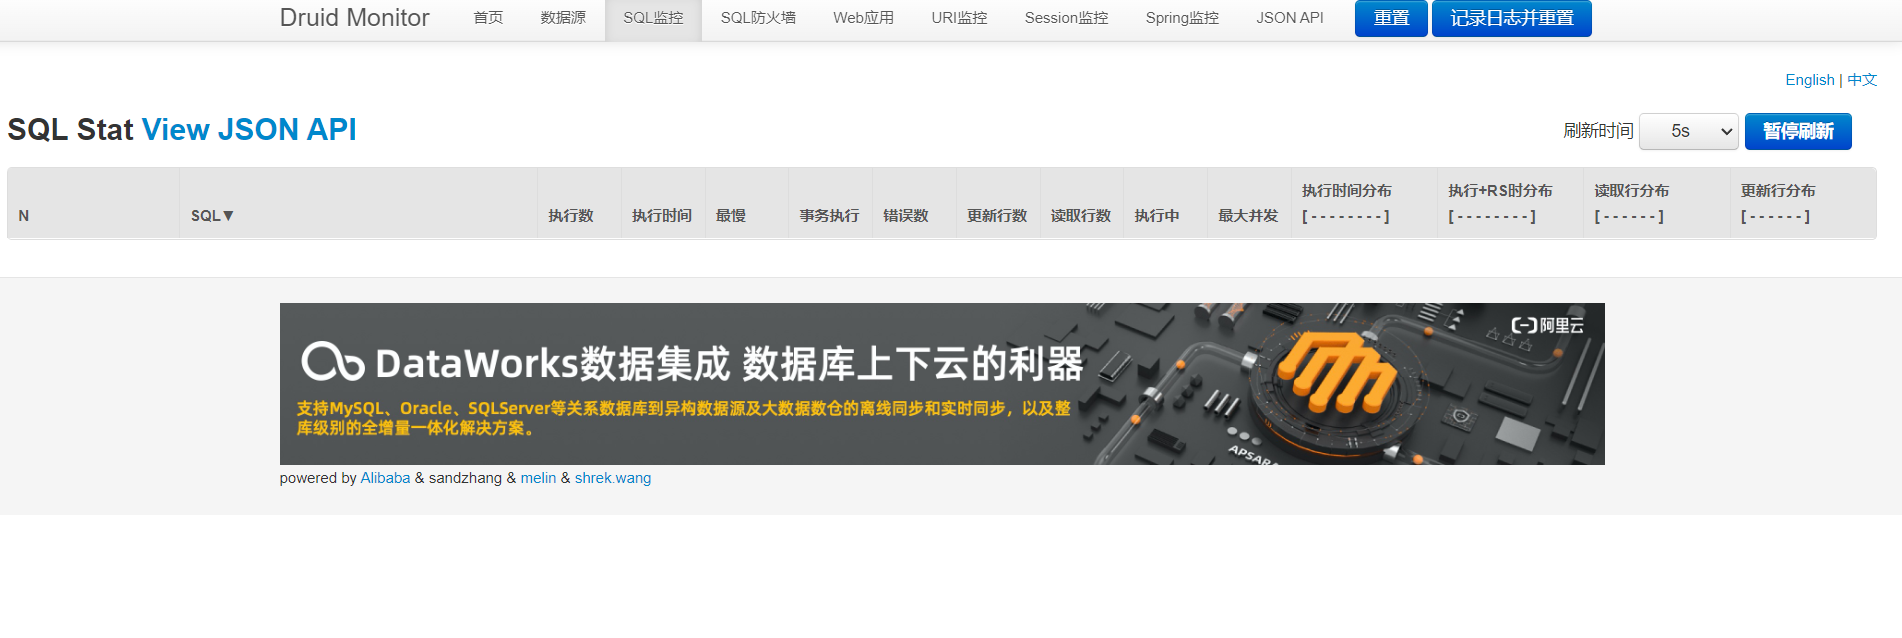 Druid Monitor 首页 数据源 SQL监控 SQL防火墙 Web应用 URI监控 Session监控 Spring监控 JSON API 重置 记录日志并重置
English | 中文
SQL Stat View JSON API 刷新时间 5s 暂停刷新
N SQL▼ 执行数 执行时间 最慢 事务执行 错误数 更新行数 读取行数 执行中 最大并发 执行时间分布 执行+RS时分布 读取行分布 更新行分布
[ - - - - - - - - ] [ - - - - - - - - ] [ - - - - - - ] [ - - - - - - ]
阿里云
DataWorks数据集成 数据库上下云的利器
支持MySQL、Oracle、SQLServer等关系数据库到异构数据源及大数据数仓的离线同步和实时同步，以及整
库级别的全增量一体化解决方案。
APSARA
powered by Alibaba & sandzhang & melin & shrek.wang